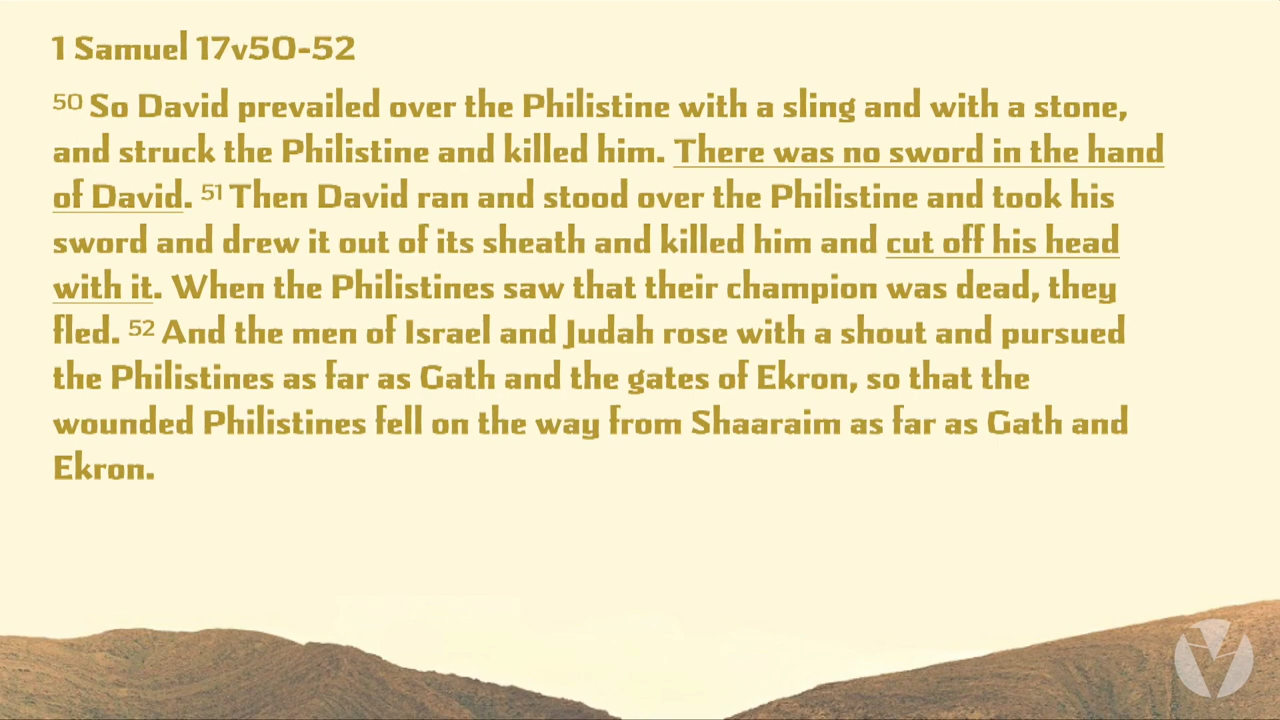 1 Samuel 17v50-52
50 So David prevailed over the Philistine with a sling and with a stone,
and struck the Philistine and killed him. There was no sword in the hand
of David. 51 Then David ran and stood over the Philistine and took his
sword and drew it out of its sheath and killed him and cut off his head
with it. When the Philistines saw that their champion was dead, they
fled. 52 And the men of Israel and Judah rose with a shout and pursued
the Philistines as far as Gath and the gates of Ekron, so that the
wounded Philistines fell on the way from Shaaraim as far as Gath and
Ekron.